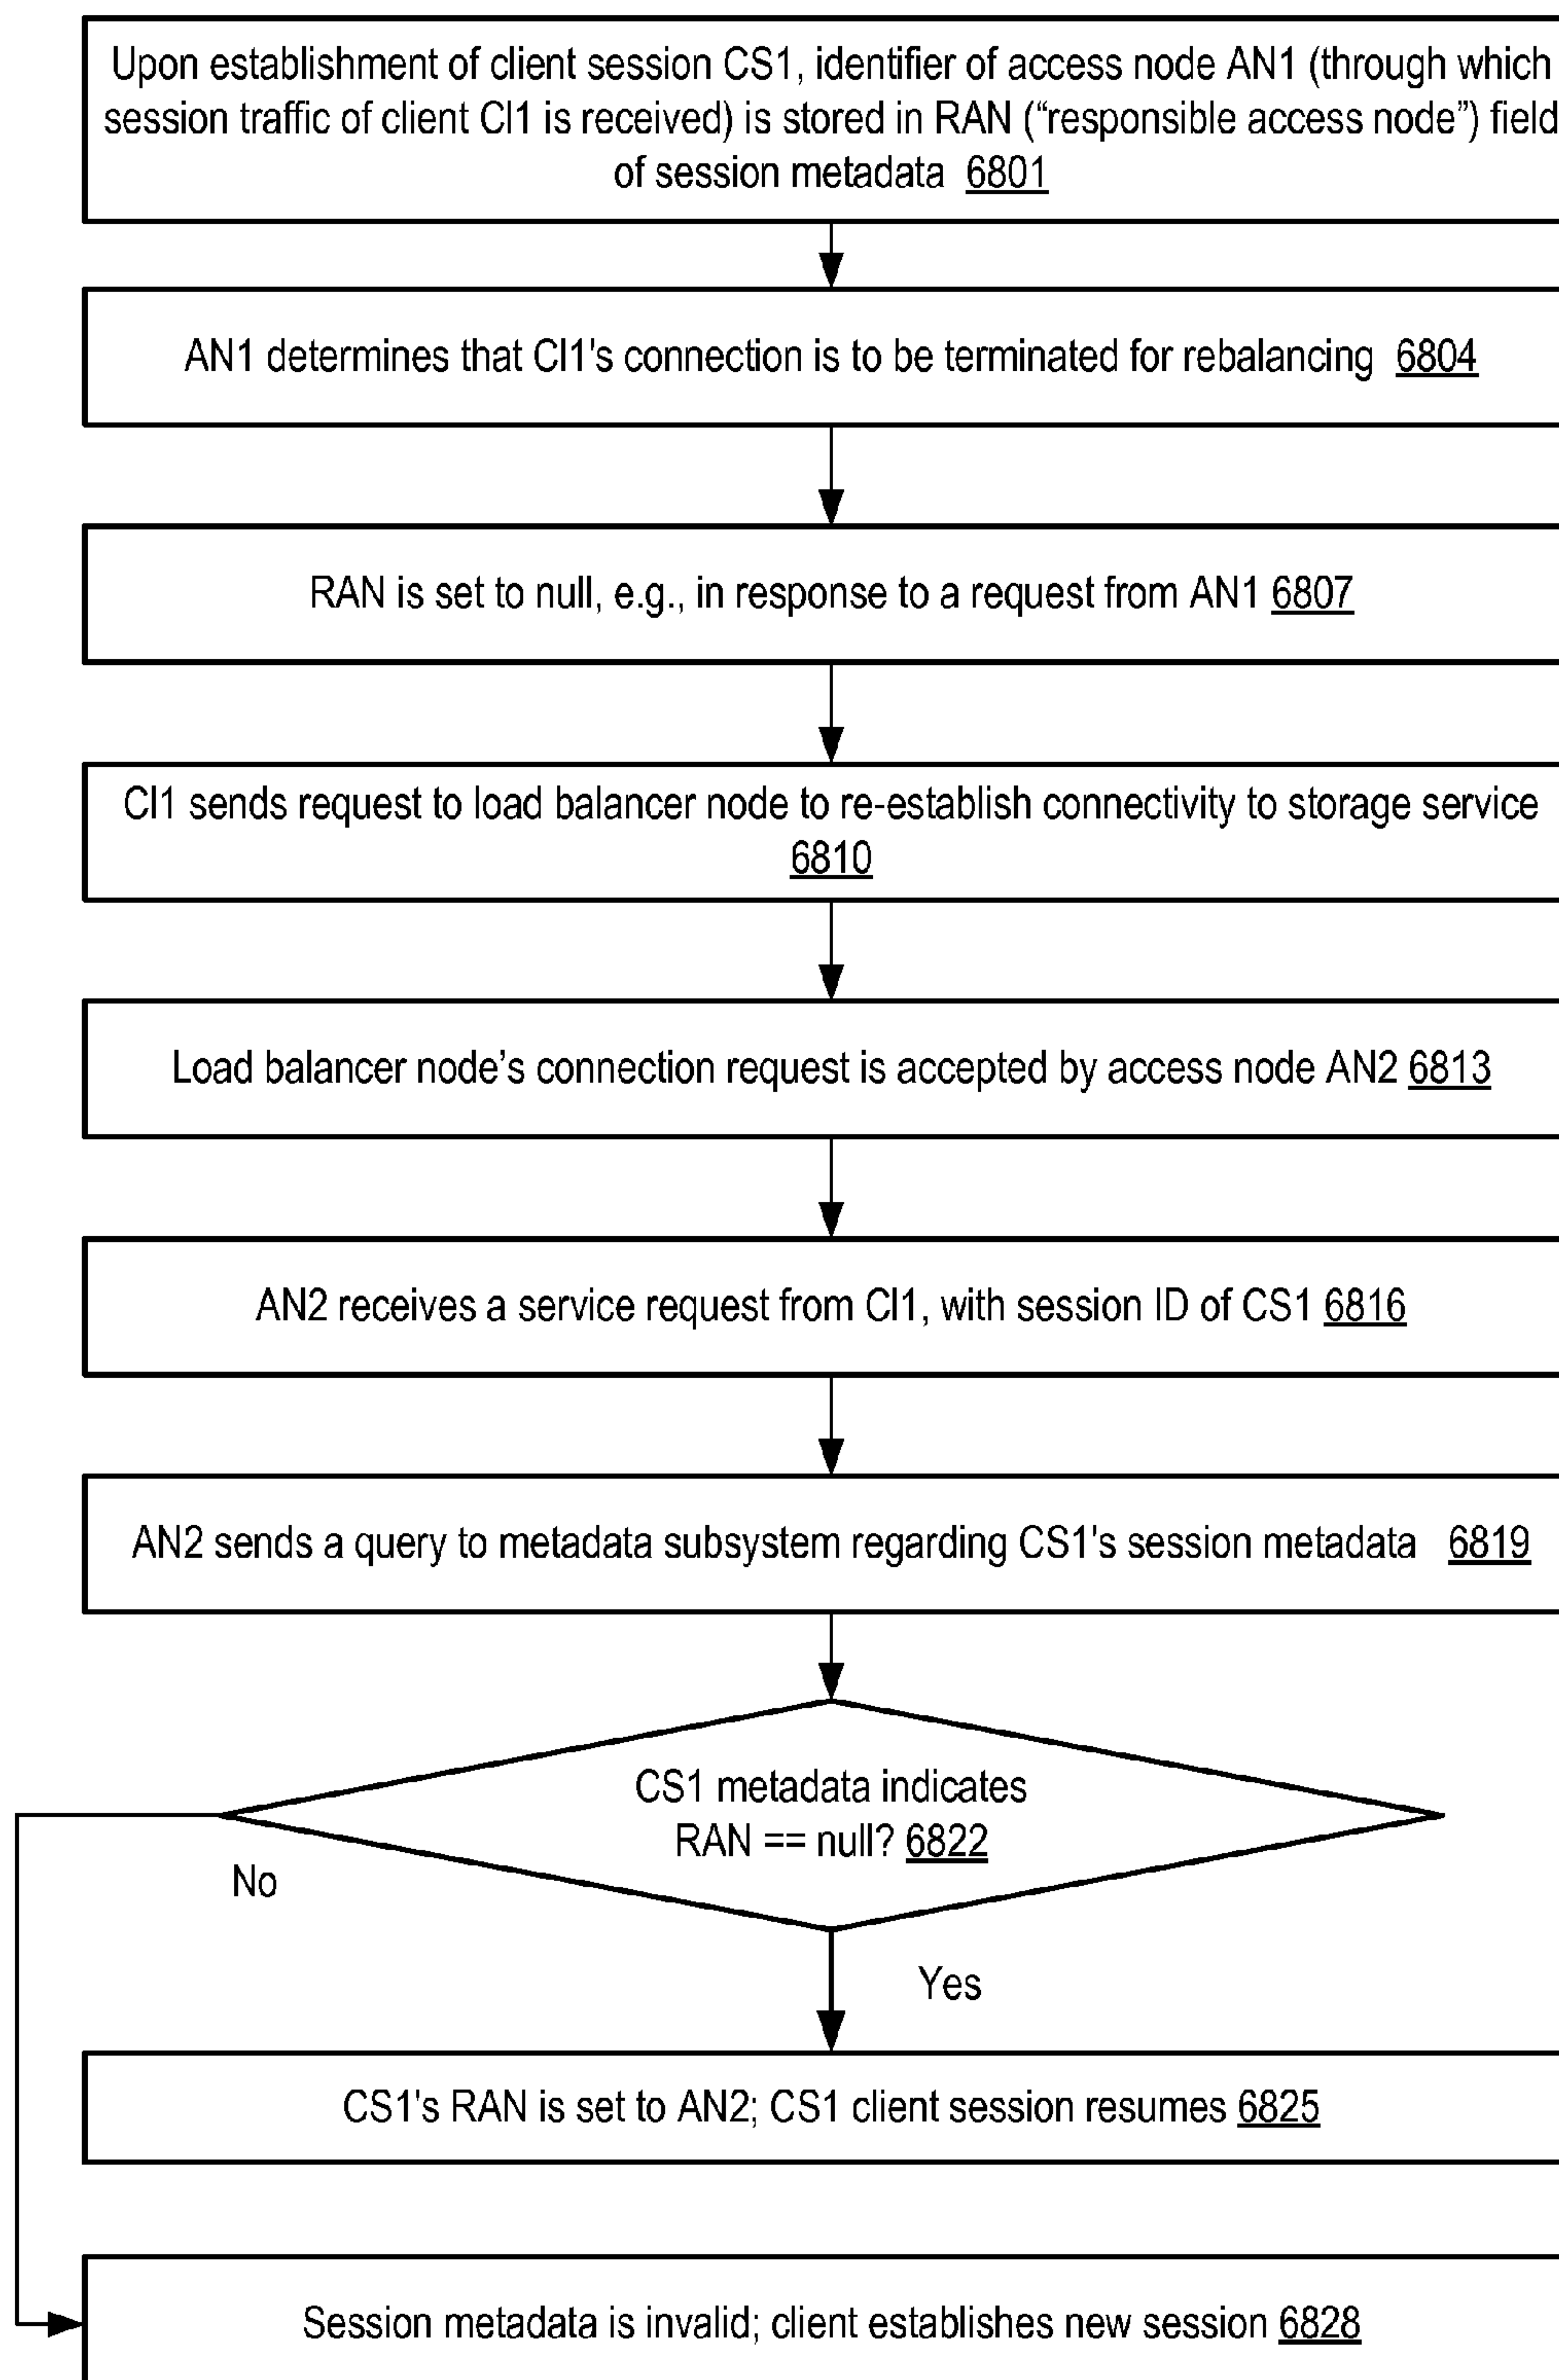 Upon establishment of client session CS1, identifier of access node AN1 (through which
session traffic of client Cl1 is received) is stored in RAN (“responsible access node”) field
of session metadata 6801
AN1 determines that Cl1's connection is to be terminated for rebalancing 6804
RAN is set to null, e.g., in response to a request from AN1 6807
Cl1 sends request to load balancer node to re-establish connectivity to storage service
6810
Load balancer node’s connection request is accepted by access node AN2 6813
AN2 receives a service request from Cl1, with session ID of CS1 6816
AN2 sends a query to metadata subsystem regarding CS1's session metadata 6819
CS1 metadata indicates
RAN == null? 6822
No
Yes
CS1's RAN is set to AN2; CS1 client session resumes 6825
Session metadata is invalid; client establishes new session 6828